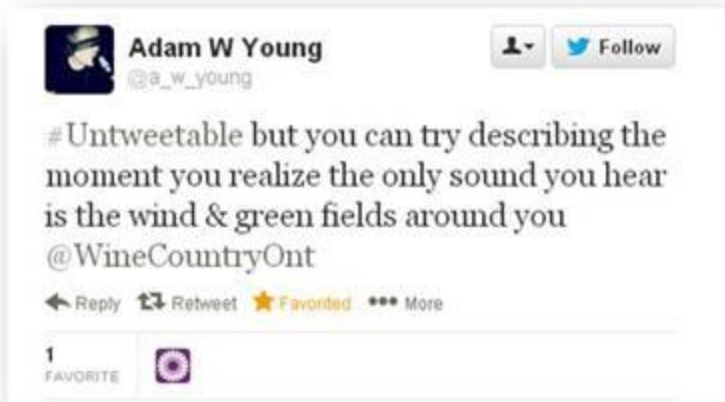 Adam W Young
@a_w_young
Follow
#Untweetable but you can try describing the
moment you realize the only sound you hear
is the wind & green fields around you
@WineCountryOnt
Reply Retweet Favorited More
1
FAVORITE